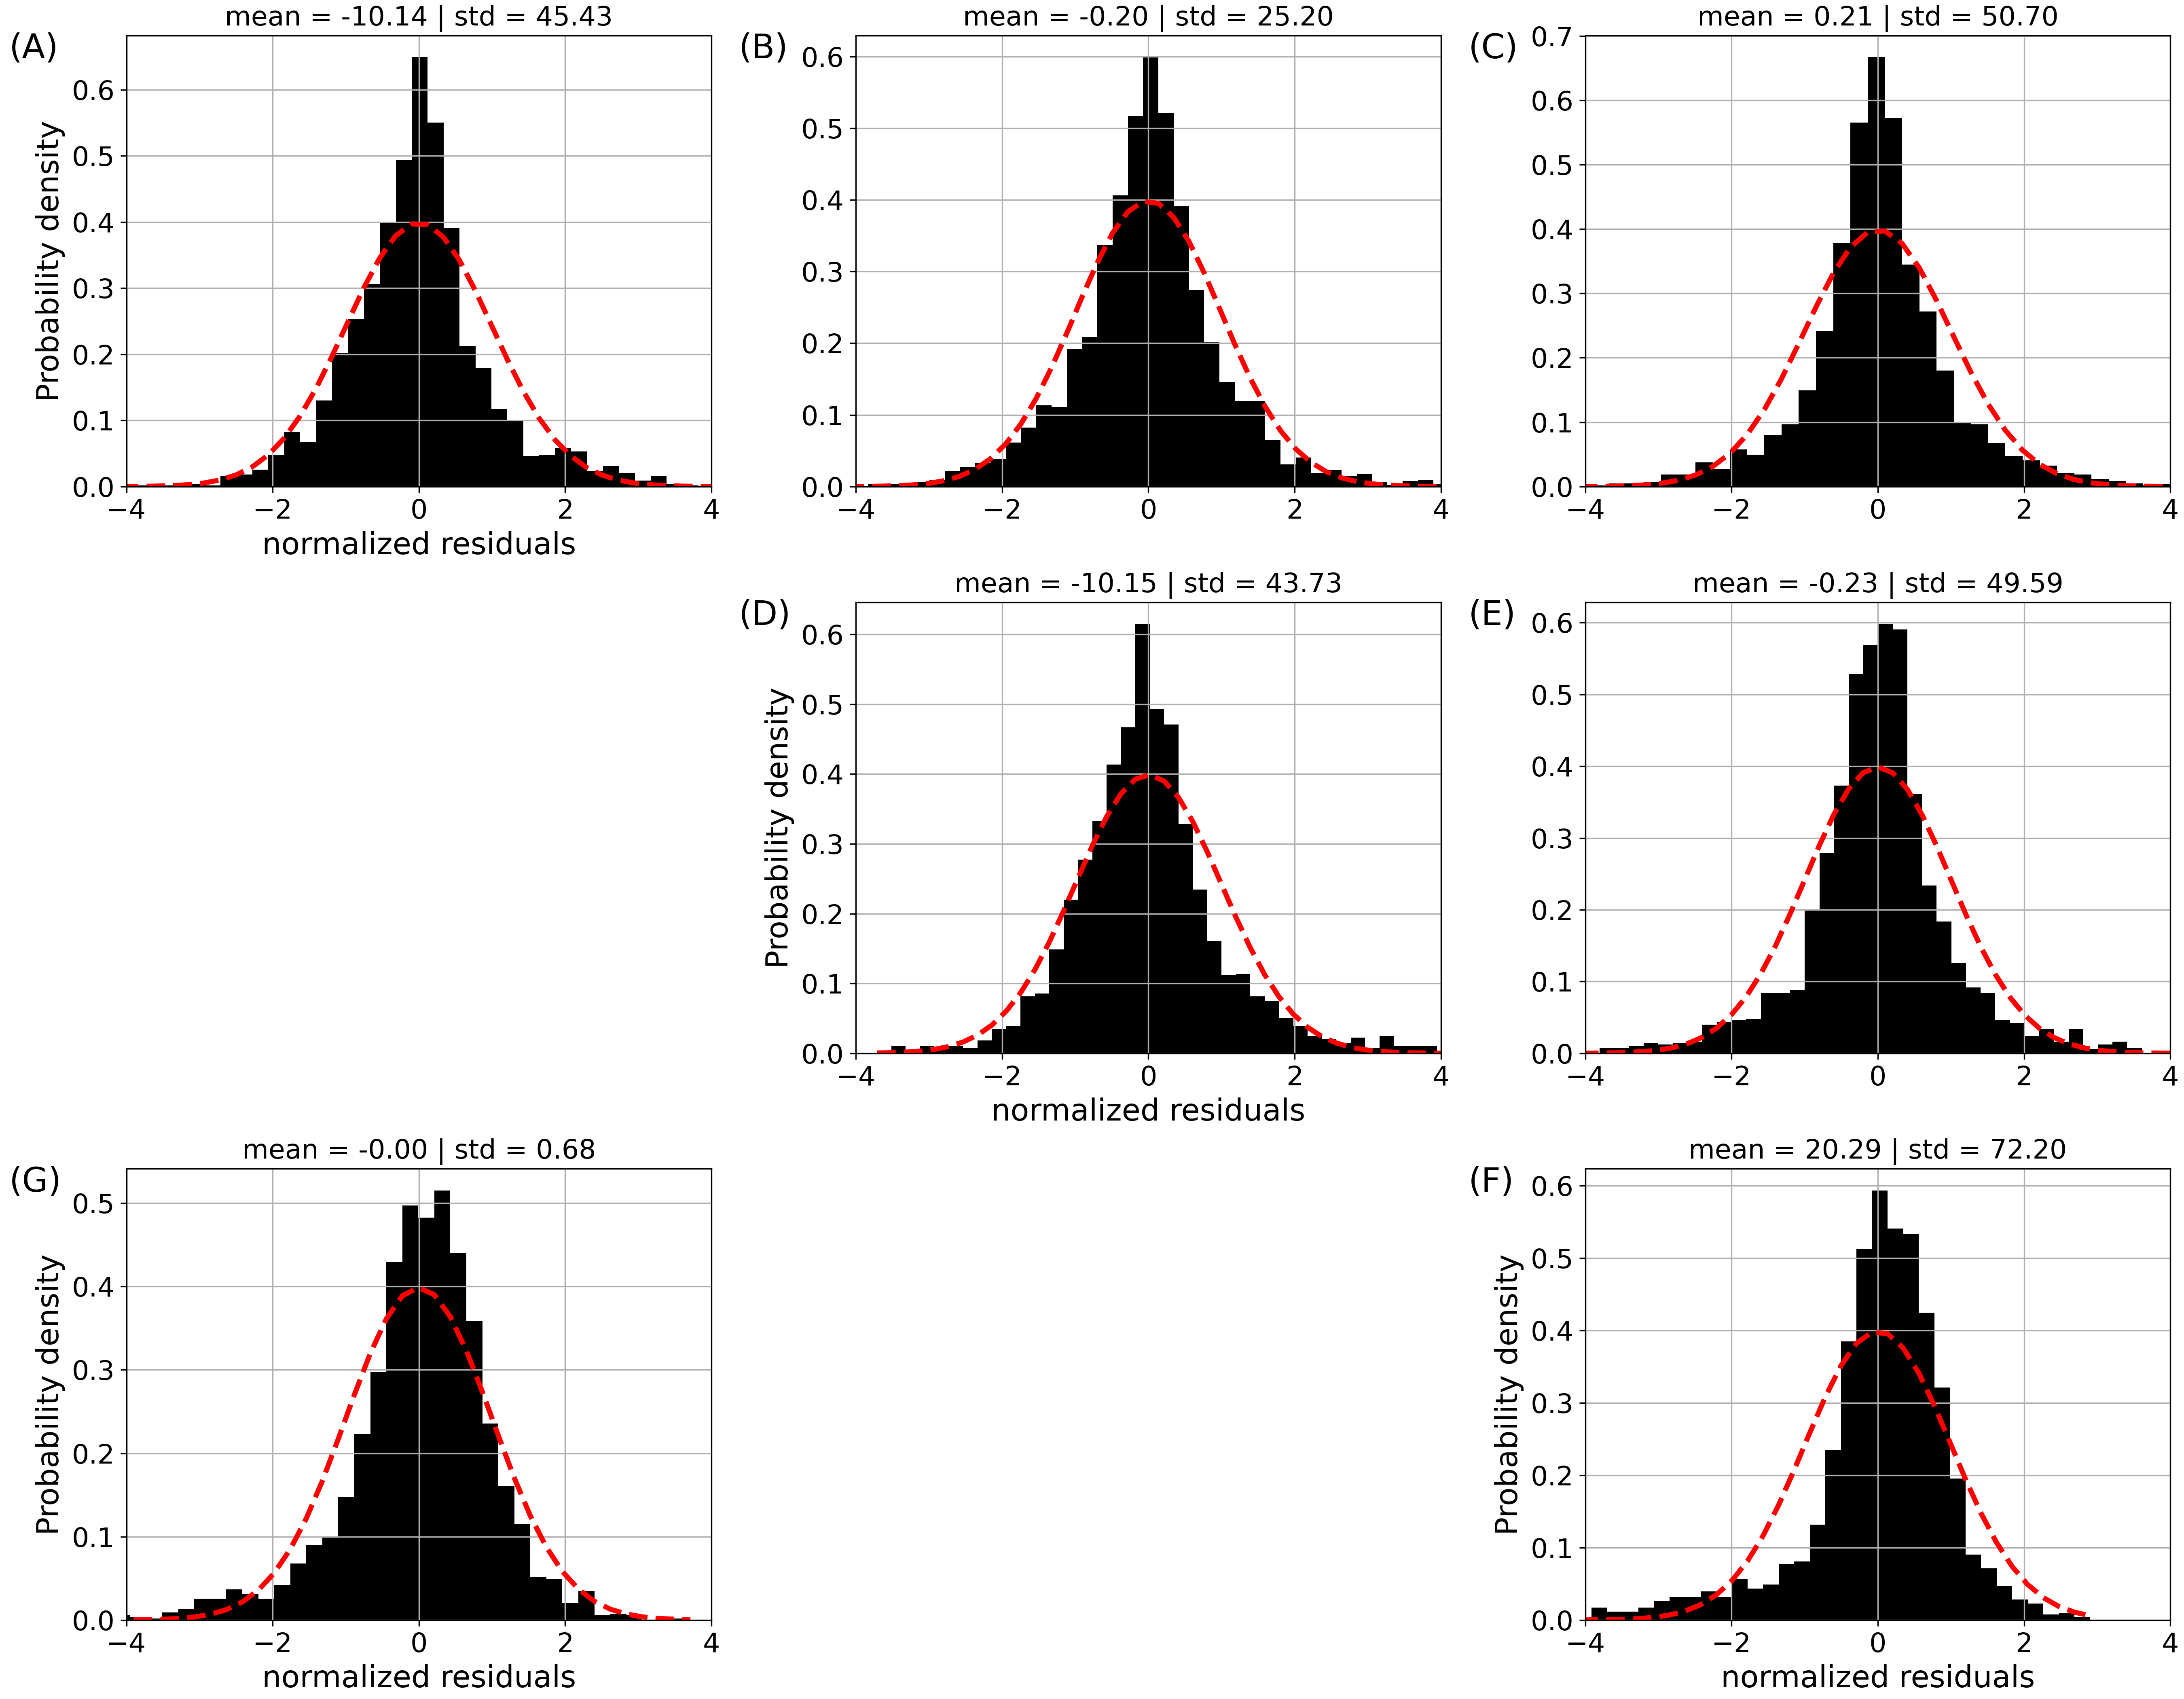 mean = -10.14 | std = 45.43
(A)
Probability density
0.6
0.5
0.4
0.3
0.2
0.1
0.0
−4 −2 0 2 4
normalized residuals
mean = -0.20 | std = 25.20
(B)
0.6
0.5
0.4
0.3
0.2
0.1
0.0
−4 −2 0 2 4
mean = 0.21 | std = 50.70
(C)
0.7
0.6
0.5
0.4
0.3
0.2
0.1
0.0
−4 −2 0 2 4
mean = -10.15 | std = 43.73
(D)
Probability density
0.6
0.5
0.4
0.3
0.2
0.1
0.0
−4 −2 0 2 4
normalized residuals
mean = -0.23 | std = 49.59
(E)
0.6
0.5
0.4
0.3
0.2
0.1
0.0
−4 −2 0 2 4
mean = -0.00 | std = 0.68
(G)
Probability density
0.5
0.4
0.3
0.2
0.1
0.0
−4 −2 0 2 4
normalized residuals
mean = 20.29 | std = 72.20
(F)
Probability density
0.6
0.5
0.4
0.3
0.2
0.1
0.0
−4 −2 0 2 4
normalized residuals